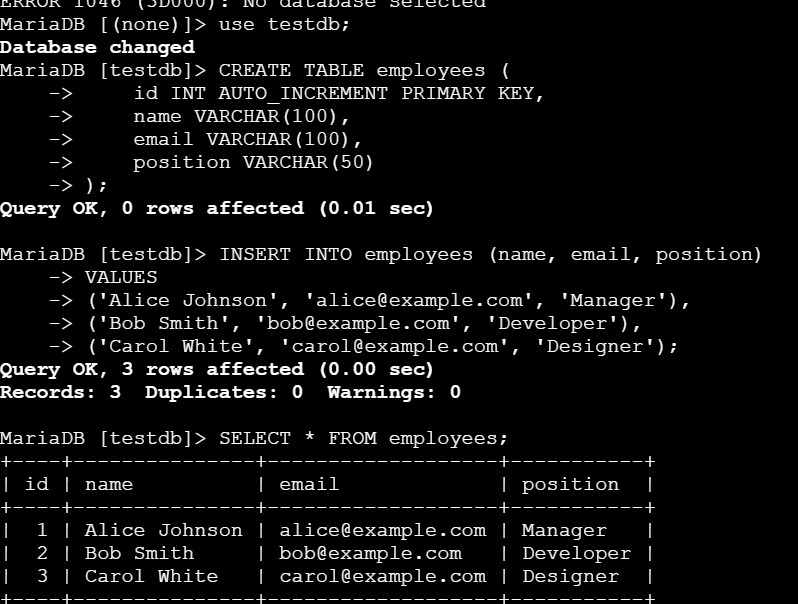 ERROR 1046 (3D000): No database selected
MariaDB [(none)]> use testdb;
Database changed
MariaDB [testdb]> CREATE TABLE employees (
    ->     id INT AUTO_INCREMENT PRIMARY KEY,
    ->     name VARCHAR(100),
    ->     email VARCHAR(100),
    ->     position VARCHAR(50)
    -> );
Query OK, 0 rows affected (0.01 sec)

MariaDB [testdb]> INSERT INTO employees (name, email, position)
    -> VALUES
    -> ('Alice Johnson', 'alice@example.com', 'Manager'),
    -> ('Bob Smith', 'bob@example.com', 'Developer'),
    -> ('Carol White', 'carol@example.com', 'Designer');
Query OK, 3 rows affected (0.00 sec)
Records: 3  Duplicates: 0  Warnings: 0

MariaDB [testdb]> SELECT * FROM employees;
+----+---------------+-------------------+-----------+
| id | name          | email             | position  |
+----+---------------+-------------------+-----------+
|  1 | Alice Johnson | alice@example.com | Manager   |
|  2 | Bob Smith     | bob@example.com   | Developer |
|  3 | Carol White   | carol@example.com | Designer  |
+----+---------------+-------------------+-----------+